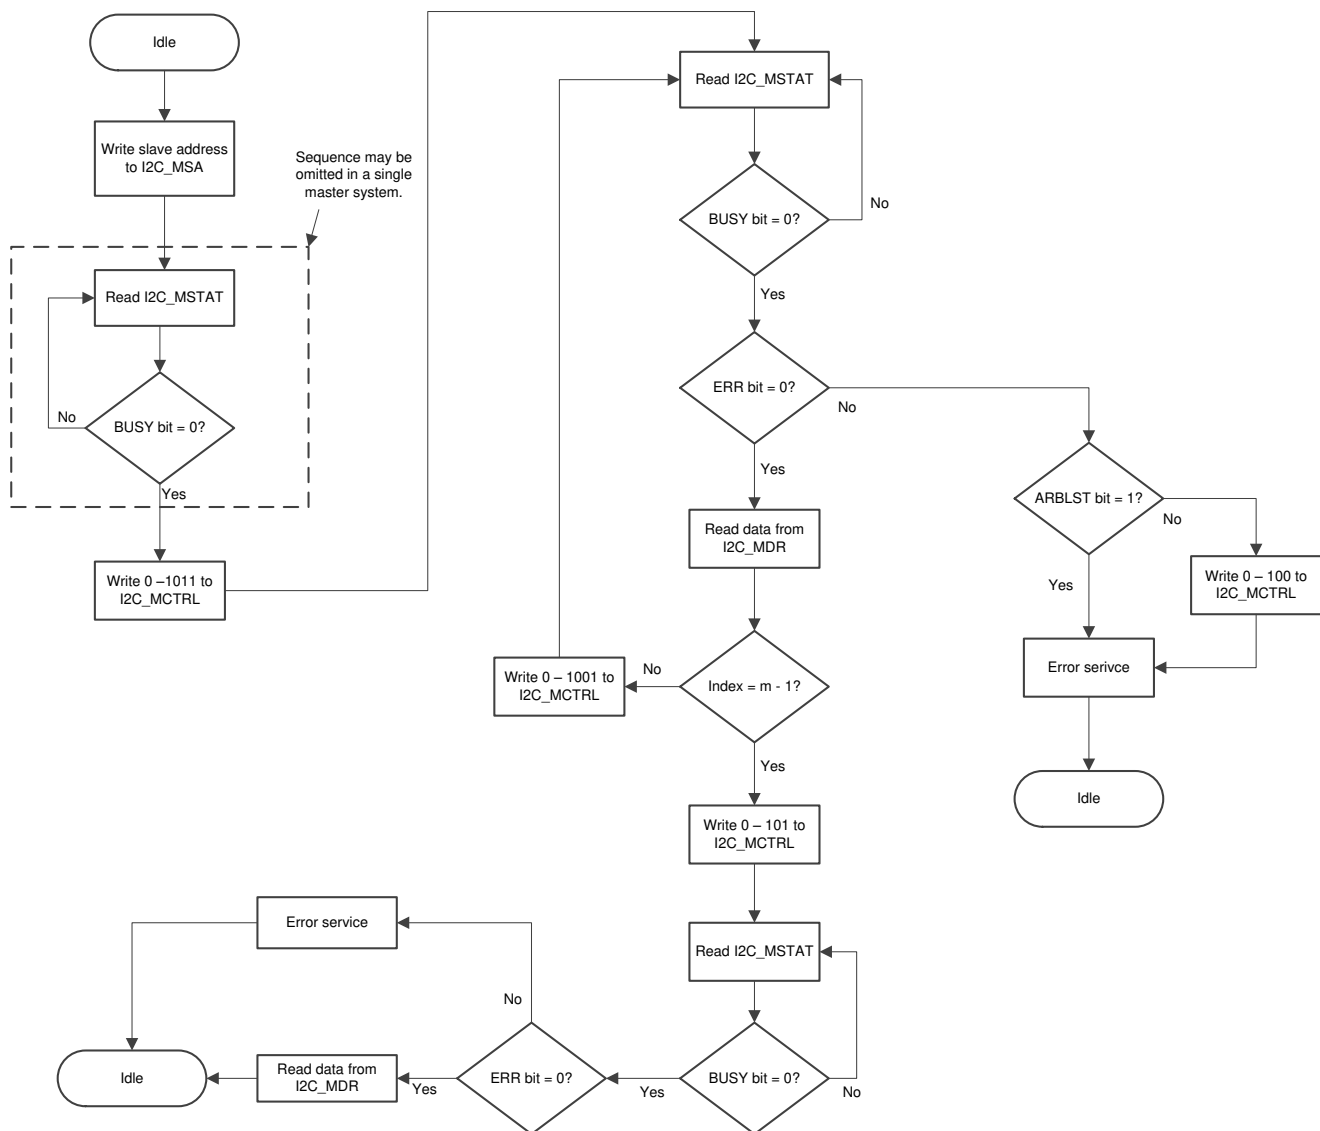 Idle
Write slave address
to I2C_MSA
Sequence may be
omitted in a single
master system.
Read I2C_MSTAT
BUSY bit = 0?
No
Yes
Write 0 –1011 to
I2C_MCTRL
Read I2C_MSTAT
BUSY bit = 0?
No
Yes
ERR bit = 0?
No
Yes
Read data from
I2C_MDR
Index = m - 1?
No
Write 0 – 1001 to
I2C_MCTRL
Yes
Write 0 – 101 to
I2C_MCTRL
Read I2C_MSTAT
BUSY bit = 0?
No
Yes
ERR bit = 0?
No
Error service
Yes
Read data from
I2C_MDR
Idle
ARBLST bit = 1?
No
Write 0 – 100 to
I2C_MCTRL
Yes
Error serivce
Idle